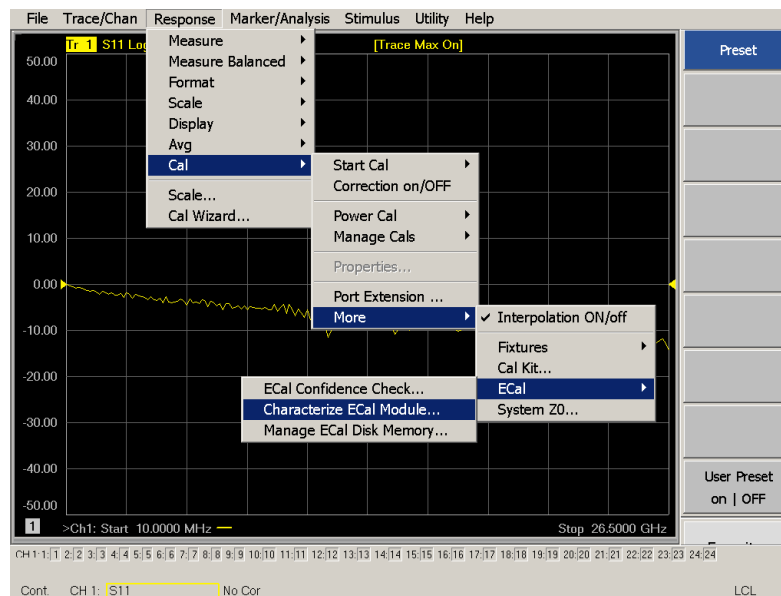 File Trace/Chan Response Marker/Analysis Stimulus Utility Help
Tr 1 S11 Lo
[Trace Max On]
Preset
50.00
40.00
30.00
20.00
10.00
0.00
-10.00
-20.00
-30.00
-40.00
-50.00
Measure
Measure Balanced
Format
Scale
Display
Avg
Cal
Scale...
Cal Wizard...
Start Cal
Correction on/OFF
Power Cal
Manage Cals
Properties...
Port Extension ...
More
Interpolation ON/off
Fixtures
Cal Kit...
ECal
System Z0...
ECal Confidence Check...
Characterize ECal Module...
Manage ECal Disk Memory...
User Preset
on | OFF
1 >Ch1: Start 10.0000 MHz
Stop 26.5000 GHz
CH 1: 1: 1 2: 2 3: 3 4: 4 5: 5 6: 6 7: 7 8: 8 9: 9 10: 10 11: 11 12: 12 13: 13 14: 14 15: 15 16: 16 17: 17 18: 18 19: 19 20: 20 21: 21 22: 22 23: 23 24: 24
Cont. CH 1: S11 No Cor LCL